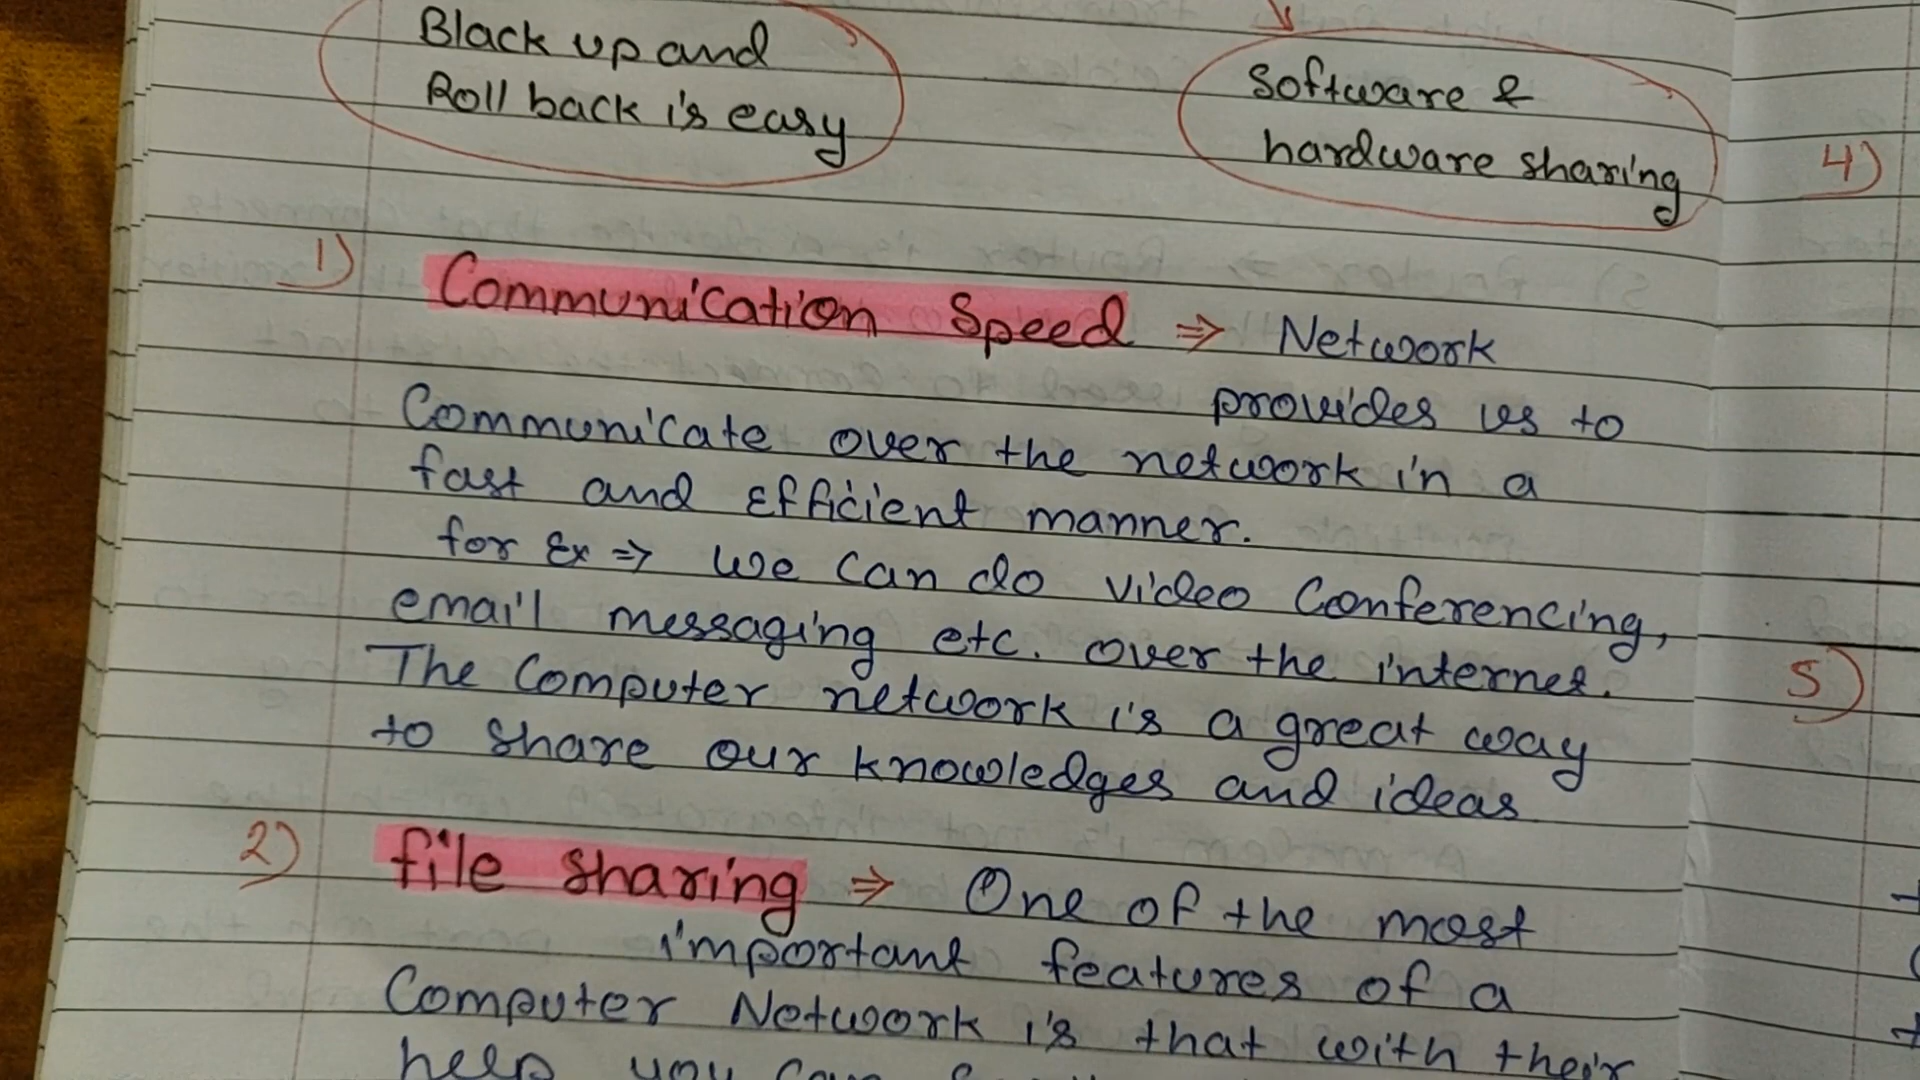 Black up and
Roll back is easy
Software &
hardware sharing
1) Communication Speed ⇒ Network
provides us to
Communicate over the network in a
fast and Efficient manner.
for Ex ⇒ we can do video Conferencing,
email messaging etc. over the internet.
The Computer network is a great way
to share our knowledges and ideas
2) file sharing ⇒ One of the most
important features of a
Computer Network is that with their
help you can
4)
5)